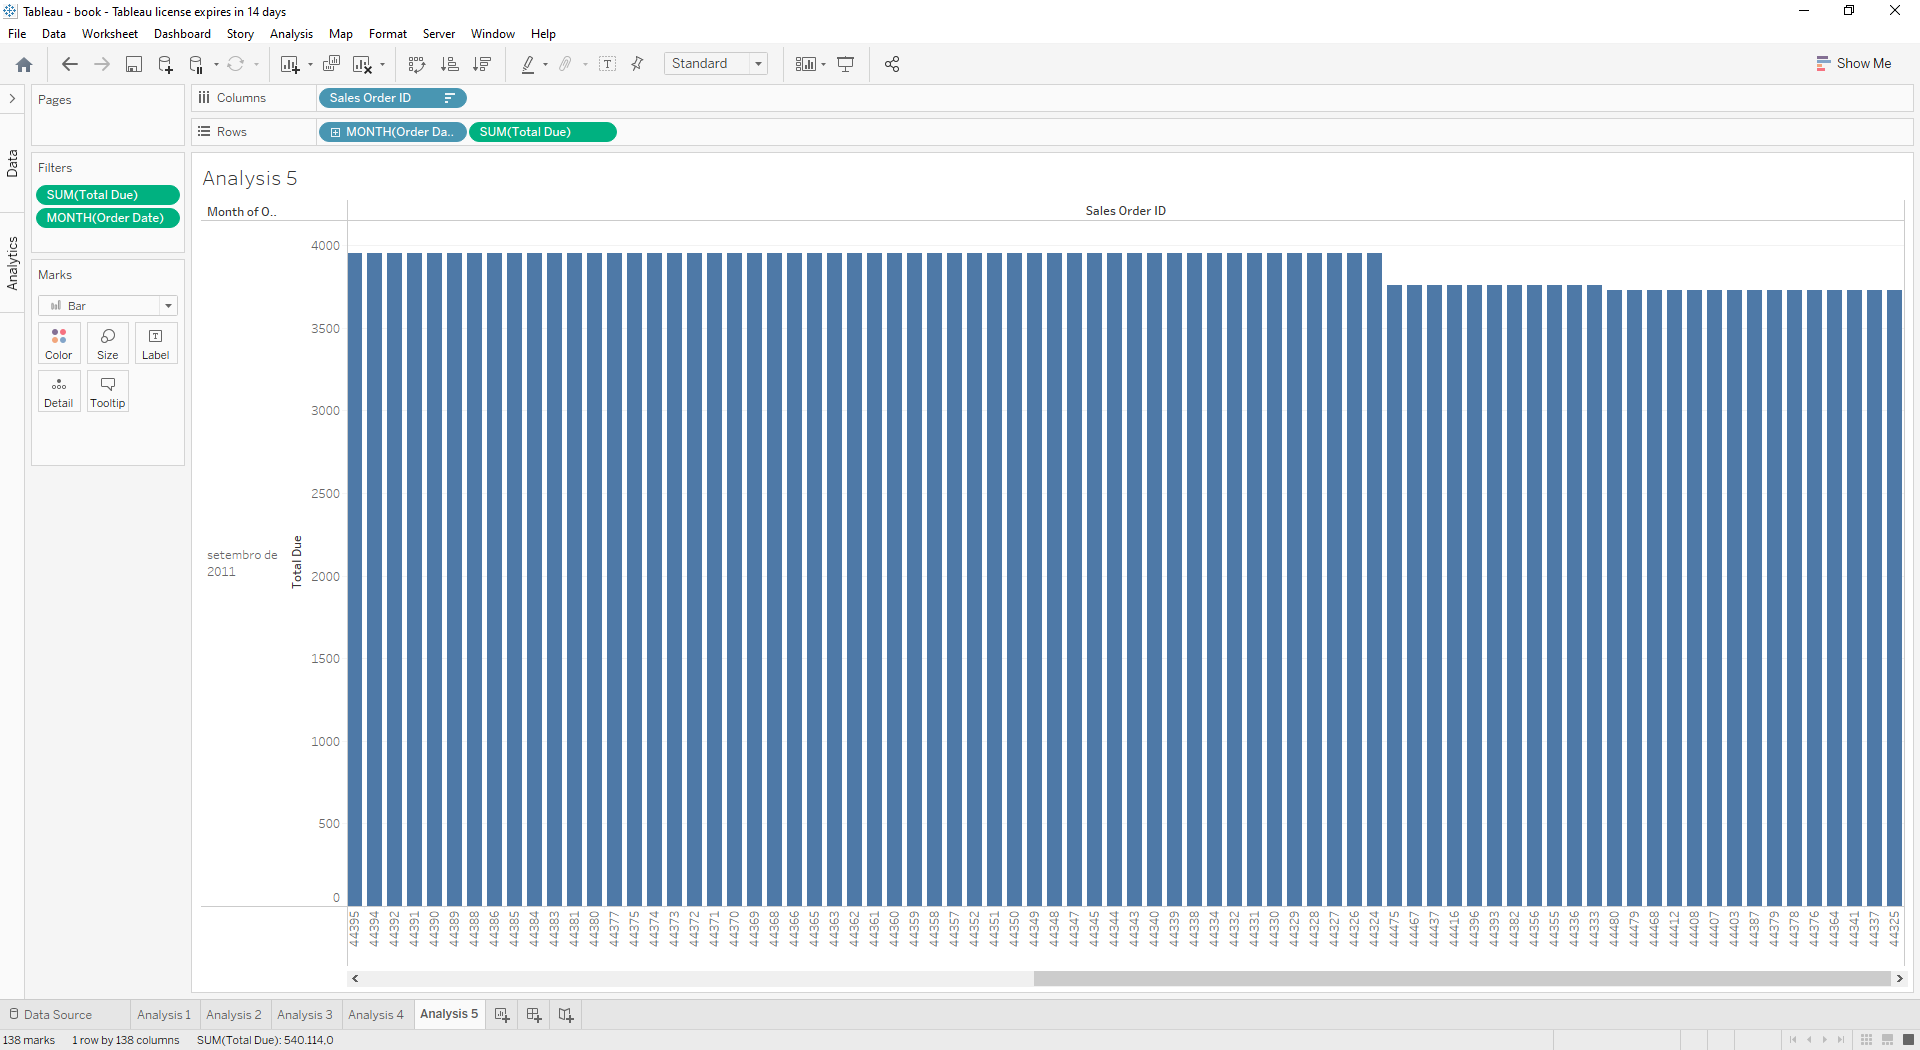 Tableau - book - Tableau license expires in 14 days
File Data Worksheet Dashboard Story Analysis Map Format Server Window Help
Standard
Show Me
Pages
Columns
Sales Order ID
Rows
MONTH(Order Da..
SUM(Total Due)
Data
Analytics
Filters
SUM(Total Due)
MONTH(Order Date)
Marks
Bar
Color Size Label
Detail Tooltip
Analysis 5
Month of O..
Sales Order ID
setembro de
2011
Total Due
4000
3500
3000
2500
2000
1500
1000
500
0
44395 44394 44392 44391 44390 44389 44388 44386 44385 44384 44383 44381 44380 44377 44375 44374 44373 44372 44371 44370 44369 44368 44366 44365 44363 44362 44361 44360 44359 44358 44357 44352 44351 44350 44349 44348 44347 44345 44344 44343 44340 44339 44338 44334 44332 44331 44330 44329 44328 44327 44326 44324 44475 44467 44437 44416 44396 44393 44382 44356 44355 44336 44333 44480 44479 44468 44412 44408 44407 44403 44387 44379 44378 44376 44364 44341 44337 44325
Data Source Analysis 1 Analysis 2 Analysis 3 Analysis 4 Analysis 5
138 marks 1 row by 138 columns SUM(Total Due): 540.114,0